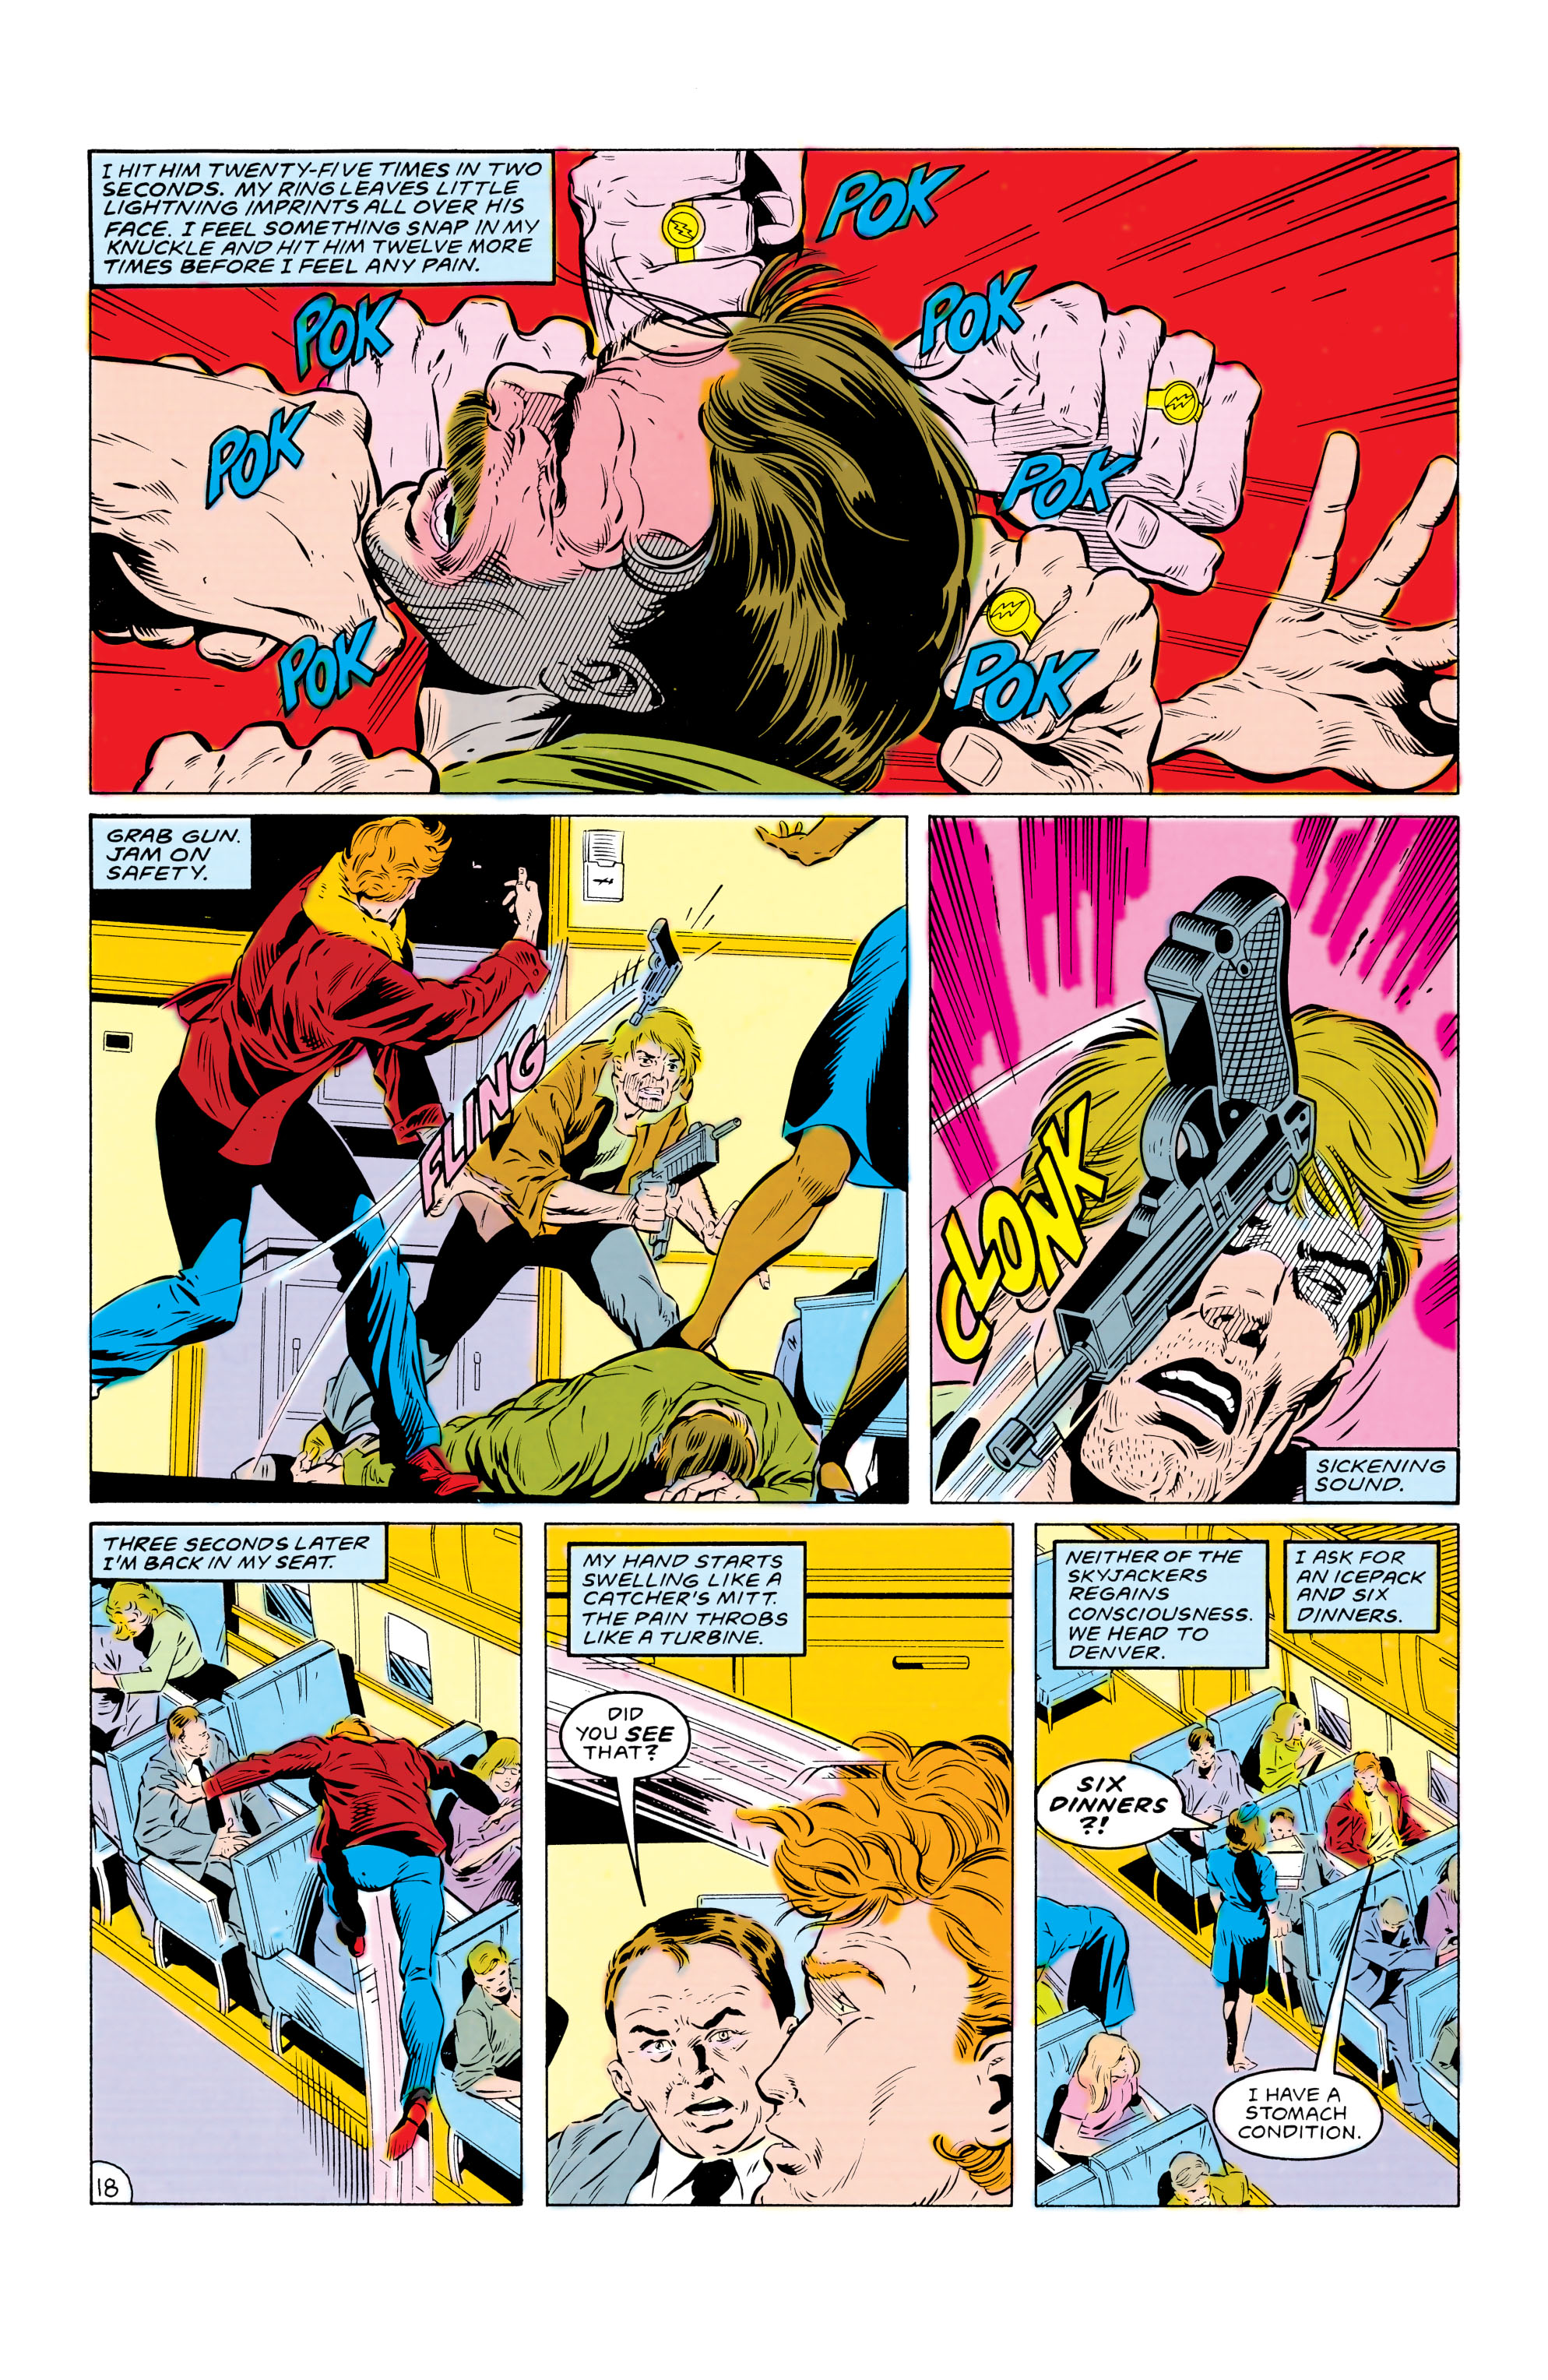 I HIT HIM TWENTY-FIVE TIMES IN TWO
SECONDS. MY RING LEAVES LITTLE
LIGHTNING IMPRINTS ALL OVER HIS
FACE. I FEEL SOMETHING SNAP IN MY
KNUCKLE AND HIT HIM TWELVE MORE
TIMES BEFORE I FEEL ANY PAIN.
POK
POK
POK
POK
POK
POK
POK
GRAB GUN.
JAM ON
SAFETY.
FLING
CLONK
SICKENING
SOUND.
THREE SECONDS LATER
I'M BACK IN MY SEAT.
MY HAND STARTS
SWELLING LIKE A
CATCHER'S MITT.
THE PAIN THROBS
LIKE A TURBINE.
DID
YOU SEE
THAT?
NEITHER OF THE
SKYJACKERS
REGAINS
CONSCIOUSNESS.
WE HEAD TO
DENVER.
I ASK FOR
AN ICEPACK
AND SIX
DINNERS.
SIX
DINNERS
?!
I HAVE A
STOMACH
CONDITION.
18